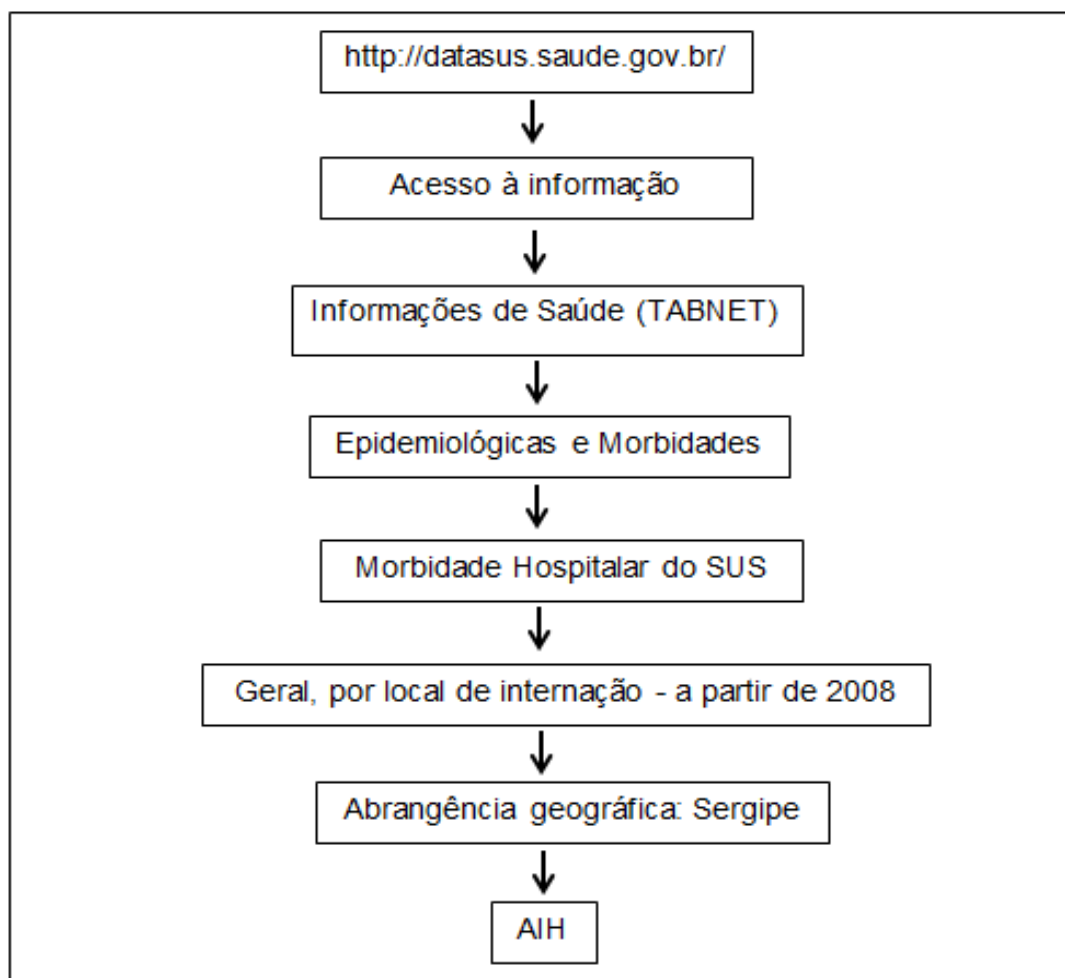 http://datasus.saude.gov.br/
Acesso à informação
Informações de Saúde (TABNET)
Epidemiológicas e Morbidades
Morbidade Hospitalar do SUS
Geral, por local de internação - a partir de 2008
Abrangência geográfica: Sergipe
AIH